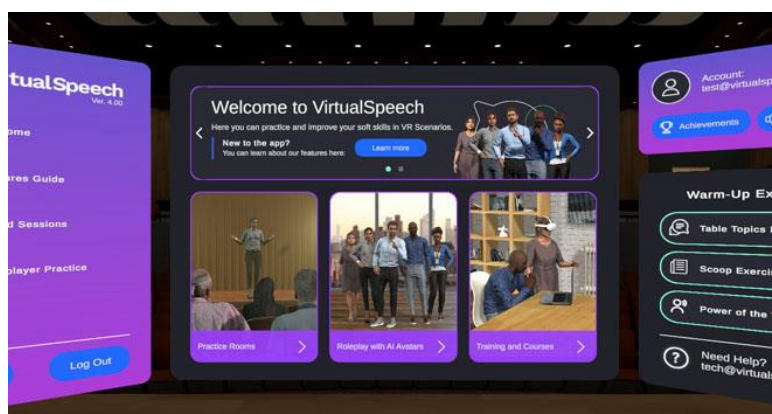 tualSpeech
Ver. 4.00
ome
res Guide
d Sessions
player Practice
Log Out
Welcome to VirtualSpeech
Here you can practice and improve your soft skills in VR Scenarios.
New to the app?
You can learn about our features here:
Learn more
Practice Rooms
Roleplay with AI Avatars
Training and Courses
Account:
test@virtualsp
Achievements
Warm-Up Ex
Table Topics
Scoop Exerci
Power of the
Need Help?
tech@virtuals